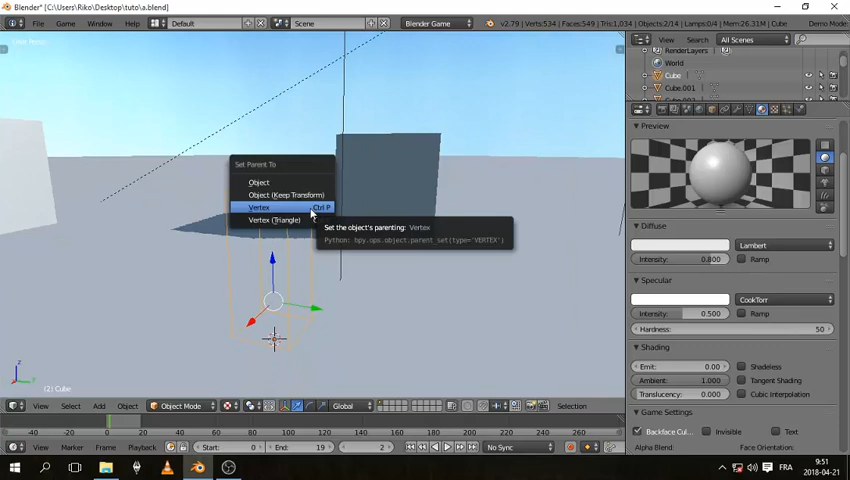 Blender* [C:\Users\Riko\Desktop\tuto\a.blend]
File Game Window Help Default Scene Blender Game v2.79 | Verts:534 | Faces:549 | Tris:1,034 | Objects:2/14 | Lamps:0/4 | Mem:26.31M | Cube Demo Mode
View Search All Scenes
RenderLayers
World
Cube
Cube.001
Preview
Set Parent To
Object
Object (Keep Transform)
Vertex Ctrl P
Vertex (Triangle)
Set the object's parenting: Vertex
Python: bpy.ops.object.parent_set(type='VERTEX')
Diffuse
Lambert
Intensity: 0.800 Ramp
Specular
CookTorr
Intensity: 0.500 Ramp
Hardness: 50
Shading
Emit: 0.00 Shadeless
Ambient: 1.000 Tangent Shading
Translucency: 0.000 Cubic Interpolation
Game Settings
Backface Cul... Invisible Text
Alpha Blend: Face Orientation:
z
y
(2) Cube
View Select Add Object Object Mode Global Selection
-40 -20 0 20 40 60 80 100 120 140 160 180 200 220 240 260
View Marker Frame Playback Start: 0 End: 19 2 No Sync
FRA
9:51
2018-04-21